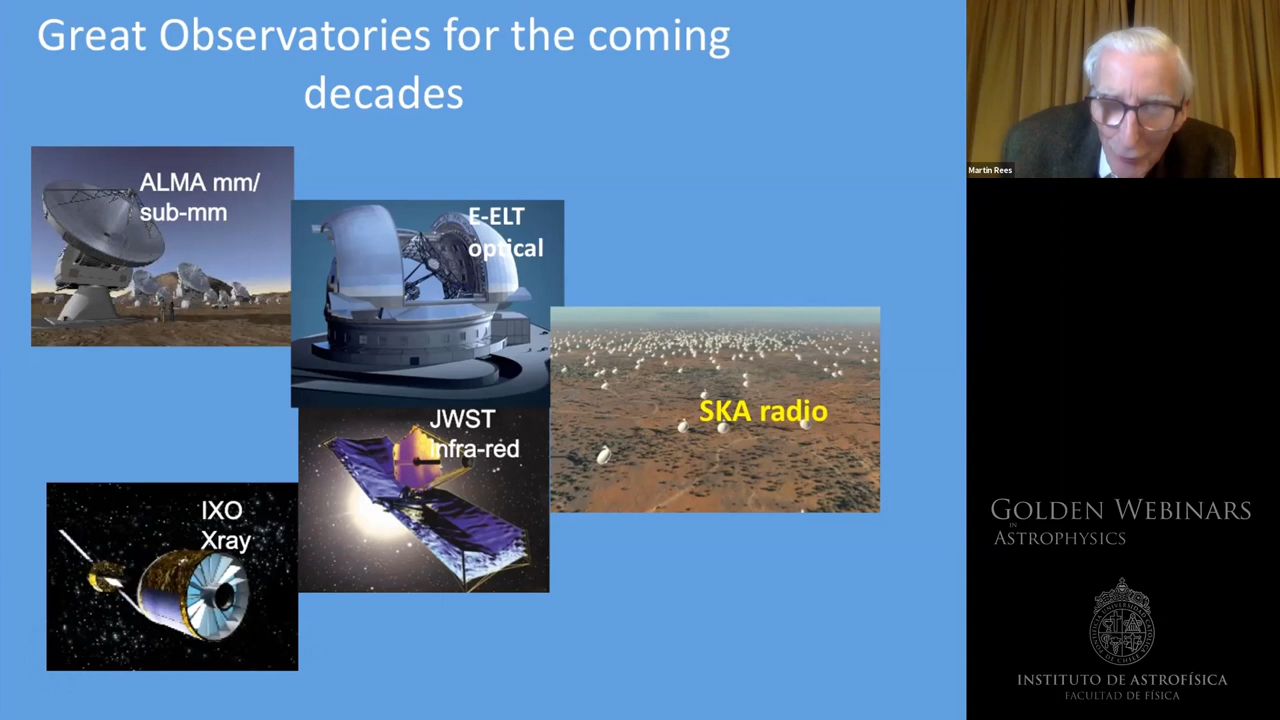 Great Observatories for the coming
decades
ALMA mm/
sub-mm
E-ELT
optical
SKA radio
JWST
infra-red
IXO
Xray
Martin Rees
GOLDEN WEBINARS
IN
ASTROPHYSICS
INSTITUTO DE ASTROFÍSICA
FACULTAD DE FÍSICA